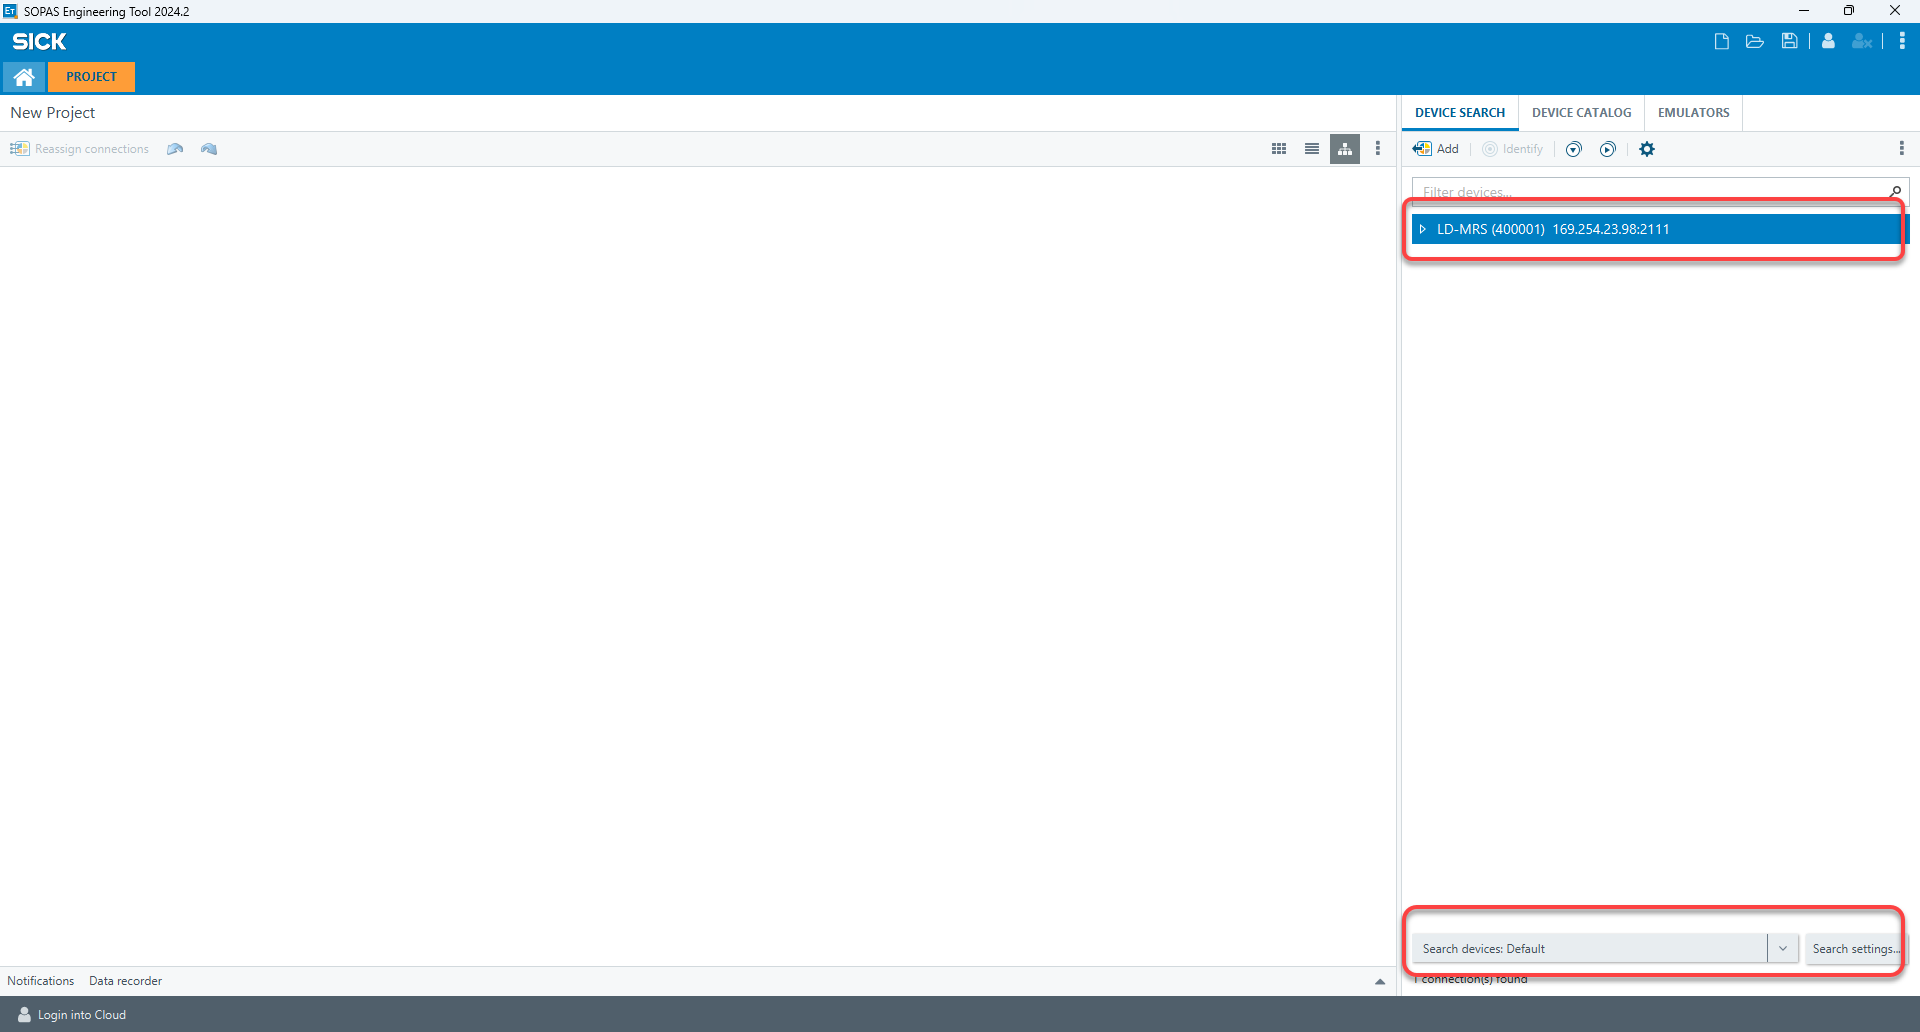 SOPAS Engineering Tool 2024.2
SICK
PROJECT
New Project
Reassign connections
DEVICE SEARCH
DEVICE CATALOG
EMULATORS
Add
Identify
Filter devices...
LD-MRS (400001) 169.254.23.98:2111
Search devices: Default
Search settings...
1 connection(s) found
Notifications
Data recorder
Login into Cloud